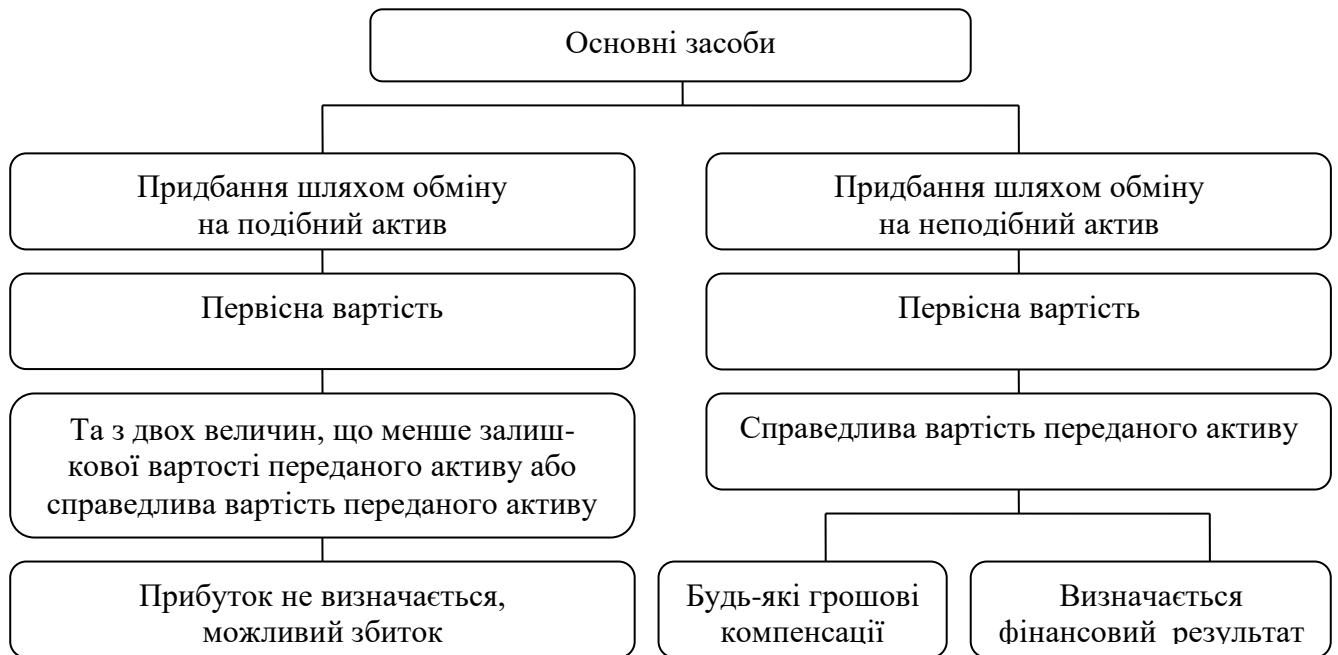 Основні засоби
Придбання шляхом обміну
на подібний актив
Придбання шляхом обміну
на неподібний актив
Первісна вартість
Первісна вартість
Та з двох величин, що менше залиш-
кової вартості переданого активу або
справедлива вартість переданого активу
Справедлива вартість переданого активу
Прибуток не визначається,
можливий збиток
Будь-які грошові
компенсації
Визначається
фінансовий результат